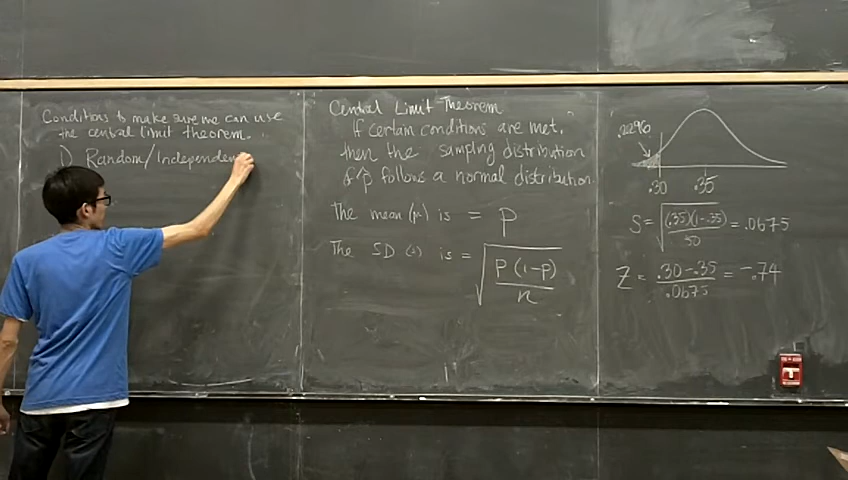 Conditions to make sure we can use
the central limit theorem.
1) Random/Independen
Central Limit Theorem
If certain conditions are met,
then the sampling distribution
of p̂ follows a normal distribution.
The mean (μ) is = p
The SD (s) is = √(p(1-p)/n)
.2296
.30 .35
S = √((.35)(1-.35)/50) = .0675
Z = (.30-.35)/.0675 = -.74